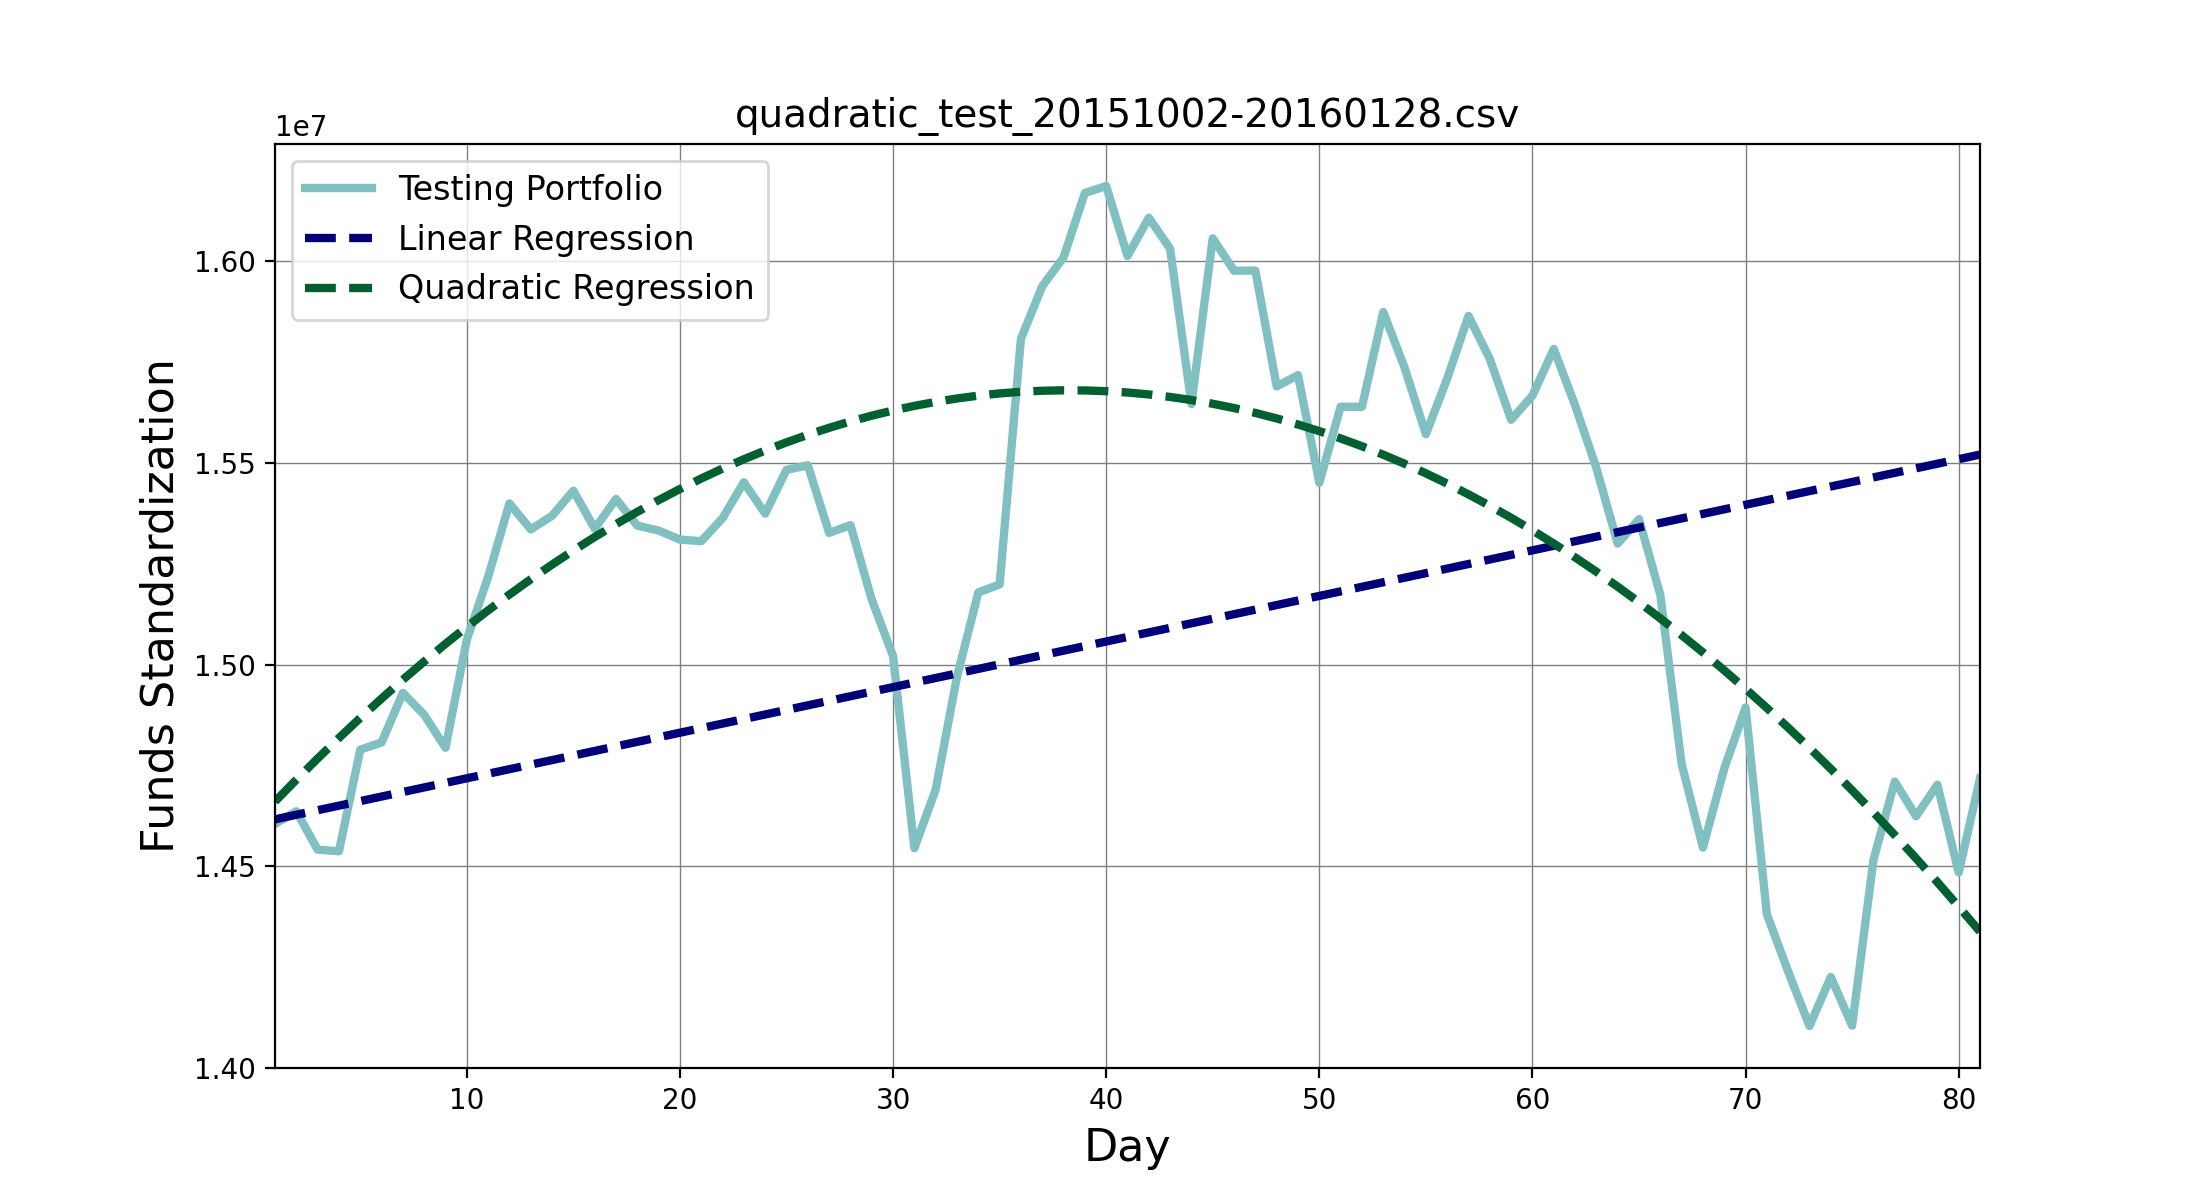 quadratic_test_20151002-20160128.csv
1e7
Testing Portfolio
Linear Regression
Quadratic Regression
1.60
1.55
1.50
1.45
1.40
Funds Standardization
10 20 30 40 50 60 70 80
Day